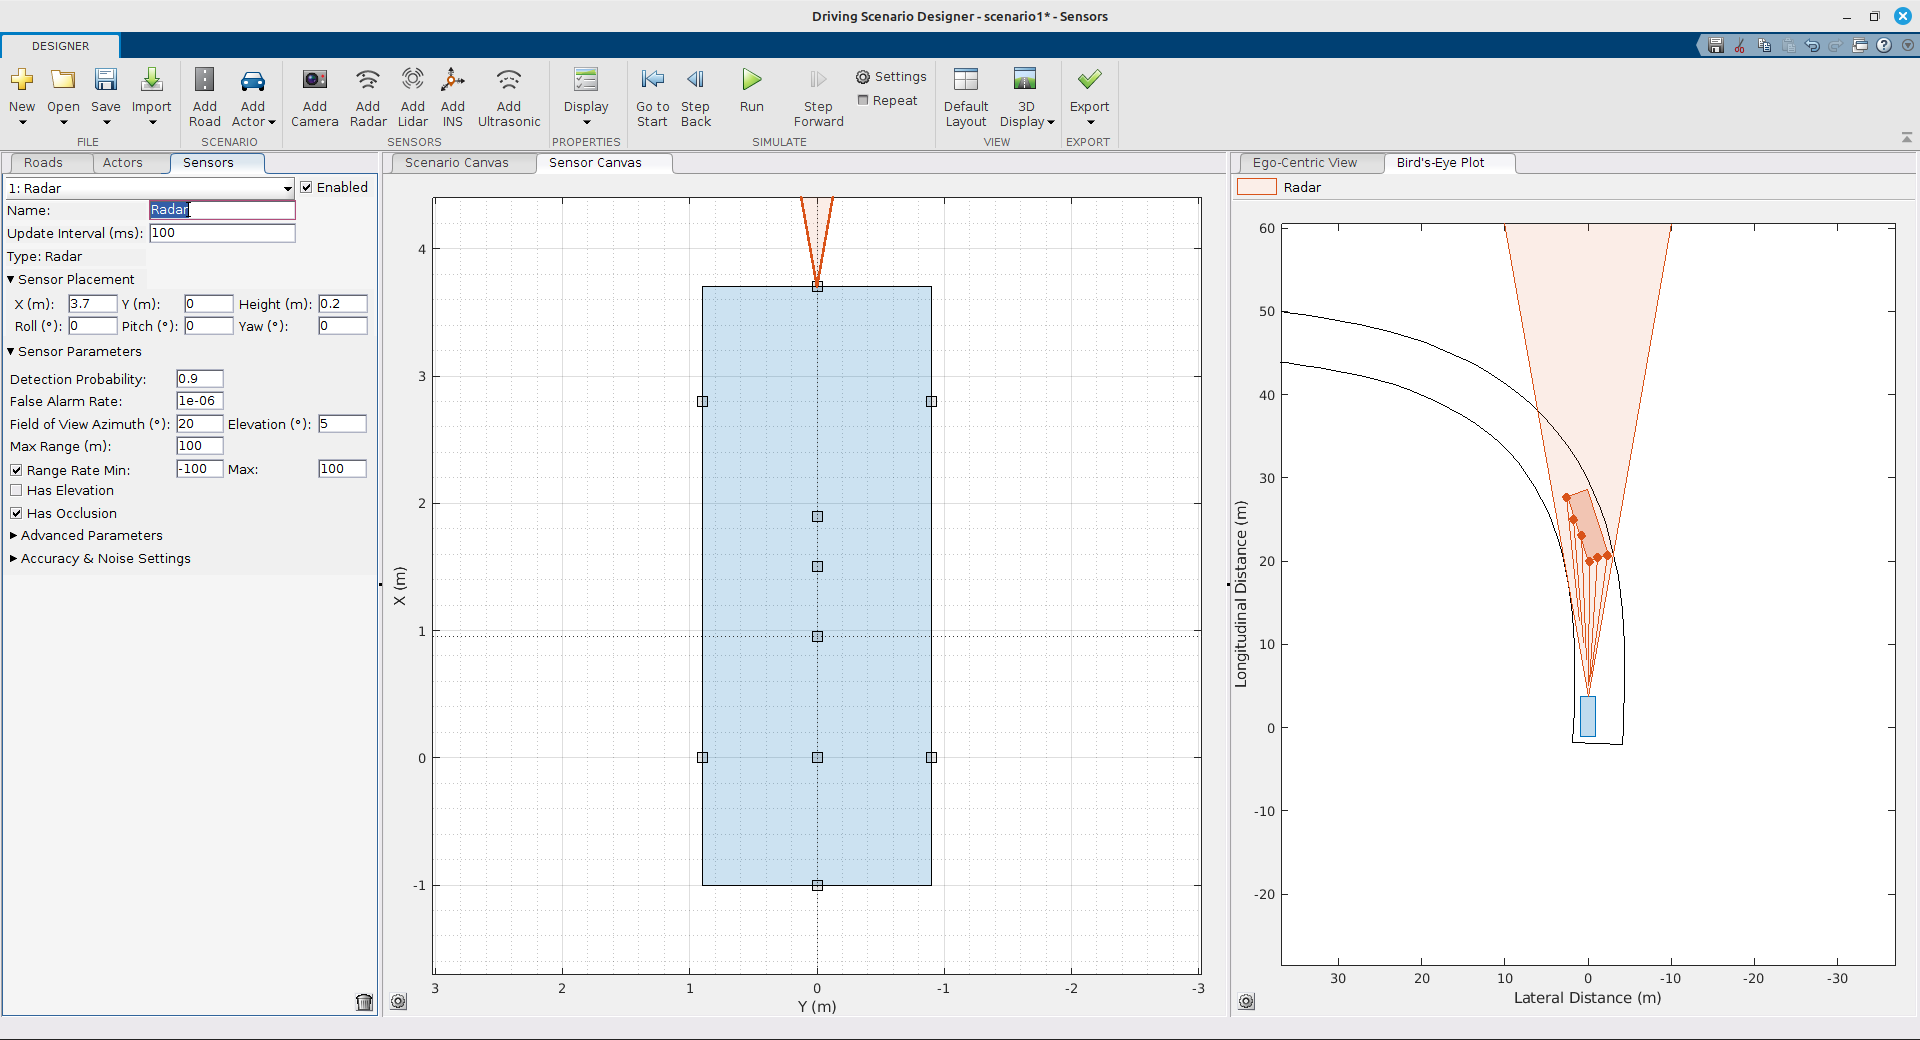 Driving Scenario Designer - scenario1* - Sensors
DESIGNER
New
Open
Save
Import
Add Road
Add Actor
Add Camera
Add Radar
Add Lidar
Add INS
Add Ultrasonic
Display
Go to Start
Step Back
Run
Step Forward
Settings
Repeat
Default Layout
3D Display
Export
FILE
SCENARIO
SENSORS
PROPERTIES
SIMULATE
VIEW
EXPORT
Roads
Actors
Sensors
1: Radar
Enabled
Name: Radar
Update Interval (ms): 100
Type: Radar
Sensor Placement
X (m): 3.7 Y (m): 0 Height (m): 0.2
Roll (°): 0 Pitch (°): 0 Yaw (°): 0
Sensor Parameters
Detection Probability: 0.9
False Alarm Rate: 1e-06
Field of View Azimuth (°): 20 Elevation (°): 5
Max Range (m): 100
Range Rate Min: -100 Max: 100
Has Elevation
Has Occlusion
Advanced Parameters
Accuracy & Noise Settings
Scenario Canvas
Sensor Canvas
4
3
2
1
0
-1
X (m)
3 2 1 0 -1 -2 -3
Y (m)
Ego-Centric View
Bird's-Eye Plot
Radar
60
50
40
30
20
10
0
-10
-20
Longitudinal Distance (m)
30 20 10 0 -10 -20 -30
Lateral Distance (m)